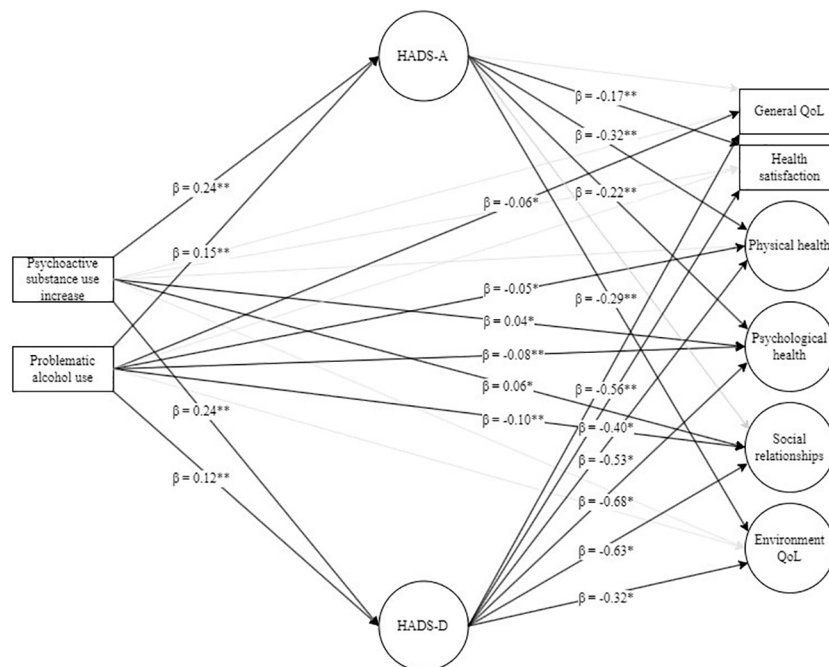 HADS-A
β = -0.17**
General QoL
β = -0.32**
Health
satisfaction
β = 0.24**
β = -0.22**
β = -0.06*
β = 0.15**
Physical health
Psychoactive
substance use
increase
β = -0.05*
β = -0.29**
β = 0.04*
Psychological
health
Problematic
alcohol use
β = -0.08**
β = 0.06*
β = -0.56**
β = 0.24**
β = -0.10**
β = -0.40*
Social
relationships
β = -0.53*
β = 0.12**
β = -0.68*
β = -0.63*
Environment
QoL
β = -0.32*
HADS-D